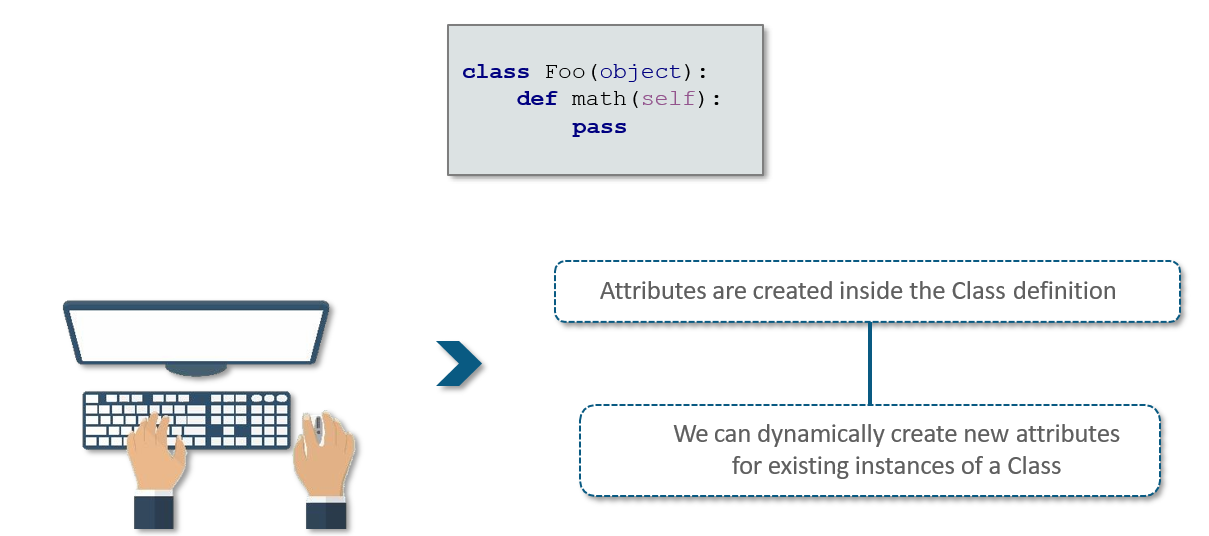 class Foo(object):
    def math(self):
        pass
Attributes are created inside the Class definition
We can dynamically create new attributes
for existing instances of a Class